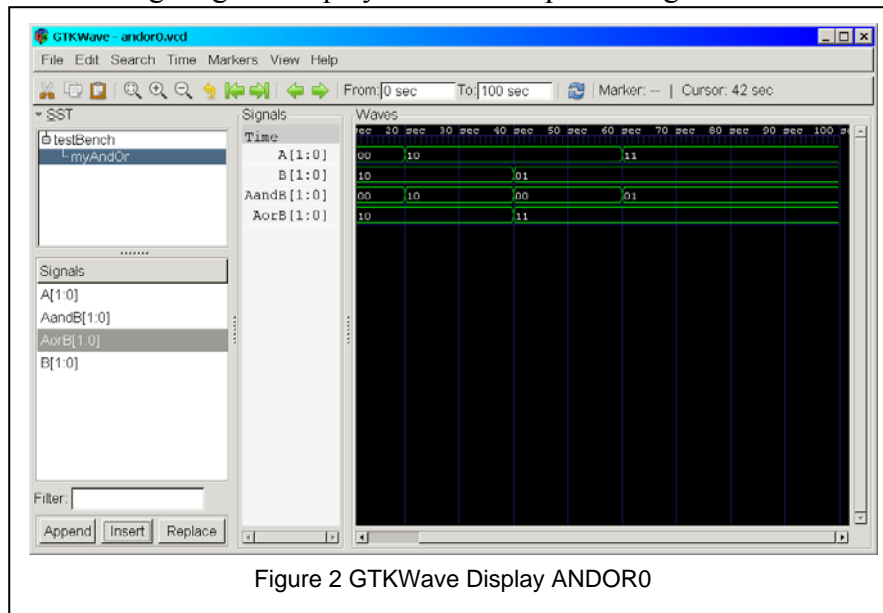 GTKWave - andor0.vcd
File Edit Search Time Markers View Help
From: 0 sec To: 100 sec Marker: -- | Cursor: 42 sec
SST
testBench
myAndOr
Signals
A[1:0]
AandB[1:0]
AorB[1:0]
B[1:0]
Filter:
Append Insert Replace
Signals
Time
A[1:0]
B[1:0]
AandB[1:0]
AorB[1:0]
Waves
sec 20 sec 30 sec 40 sec 50 sec 60 sec 70 sec 80 sec 90 sec 100 s
00 10 11
10 01
00 10 00 01
10 11
Figure 2 GTKWave Display ANDOR0